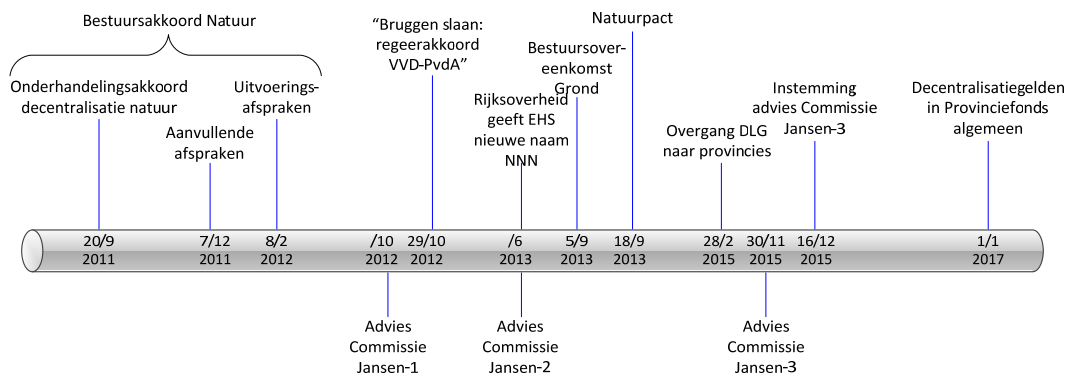 Bestuursakkoord Natuur
Onderhandelingsakkoord
decentralisatie natuur
Aanvullende
afspraken
Uitvoerings-
afspraken
“Bruggen slaan:
regeerakkoord
VVD-PvdA”
Rijksoverheid
geeft EHS
nieuwe naam
NNN
Bestuursover-
eenkomst
Grond
Natuurpact
Overgang DLG
naar provincies
Instemming
advies Commissie
Jansen-3
Decentralisatiegelden
in Provinciefonds
algemeen
20/9
2011
7/12
2011
8/2
2012
/10
2012
29/10
2012
/6
2013
5/9
2013
18/9
2013
28/2
2015
30/11
2015
16/12
2015
1/1
2017
Advies
Commissie
Jansen-1
Advies
Commissie
Jansen-2
Advies
Commissie
Jansen-3